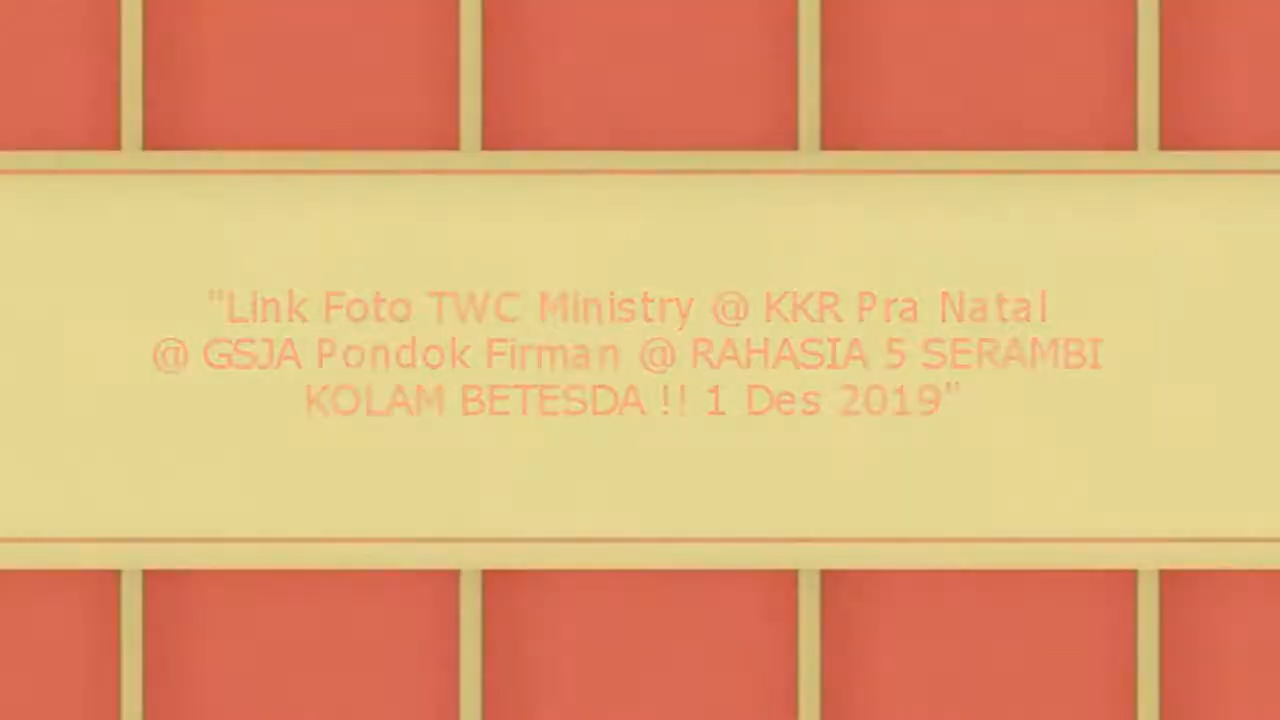 "Link Foto TWC Ministry @ KKR Pra Natal
@ GSJA Pondok Firman @ RAHASIA 5 SERAMBI
KOLAM BETESDA !! 1 Des 2019"